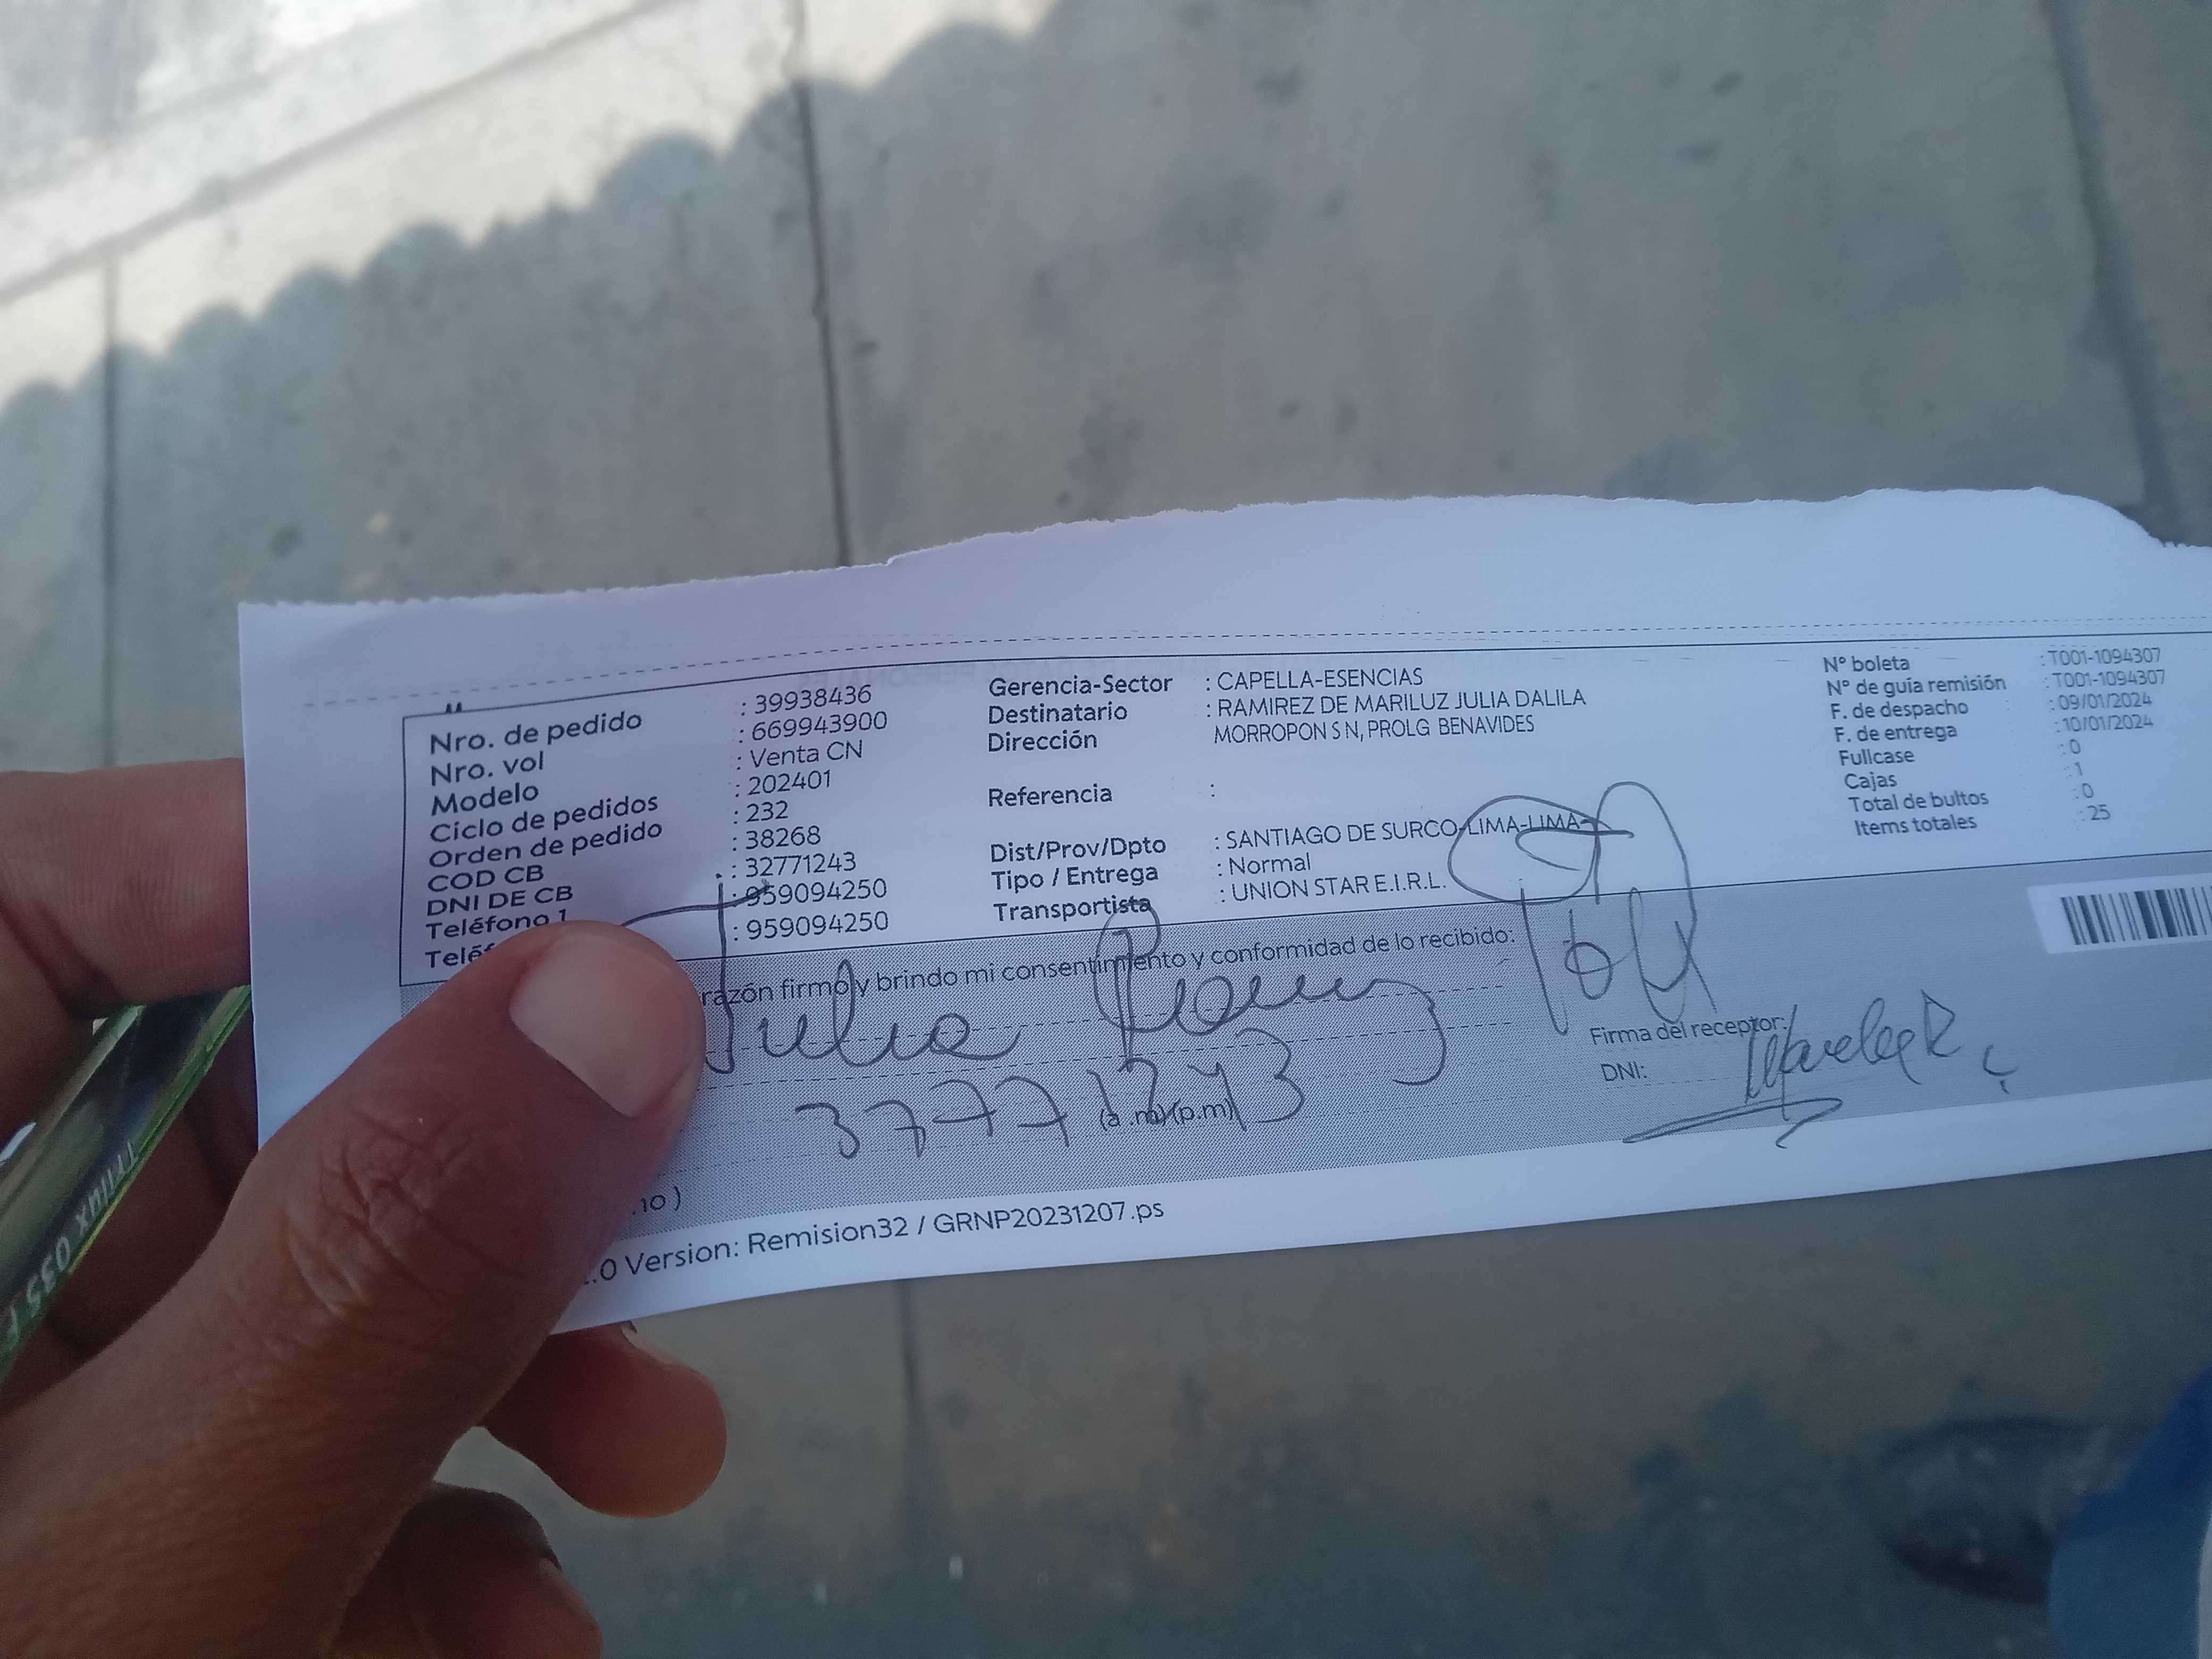 Nro. de pedido : 39938436
Nro. vol : 669943900
Modelo : Venta CN
Ciclo de pedidos : 202401
Orden de pedido : 232
COD CB : 38268
DNI DE CB : 32771243
Teléfono 1 : 959094250
Teléf : 959094250
Gerencia-Sector : CAPELLA-ESENCIAS
Destinatario : RAMIREZ DE MARILUZ JULIA DALILA
Dirección MORROPON S N, PROLG BENAVIDES
Referencia :
Dist/Prov/Dpto : SANTIAGO DE SURCO-LIMA-LIMA-
Tipo / Entrega : Normal
Transportista : UNION STAR E.I.R.L.
N° boleta : T001-1094307
N° de guía remisión : T001-1094307
F. de despacho : 09/01/2024
F. de entrega : 10/01/2024
Fullcase : 0
Cajas : 1
Total de bultos : 0
Items totales : 25
razón firmo y brindo mi consentimiento y conformidad de lo recibido:
Julia
Firma del receptor:
DNI:
(a .m) (p.m)
no )
.0 Version: Remision32 / GRNP20231207.ps